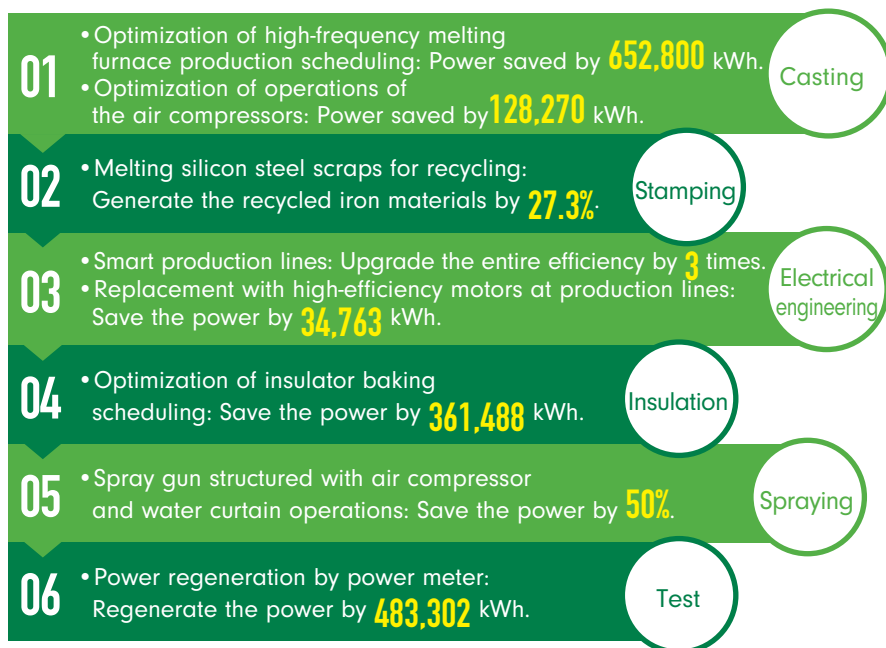 01
•Optimization of high-frequency melting
furnace production scheduling: Power saved by 652,800 kWh.
•Optimization of operations of
the air compressors: Power saved by 128,270 kWh.
Casting
02
•Melting silicon steel scraps for recycling:
Generate the recycled iron materials by 27.3%.
Stamping
03
•Smart production lines: Upgrade the entire efficiency by 3 times.
•Replacement with high-efficiency motors at production lines:
Save the power by 34,763 kWh.
Electrical
engineering
04
•Optimization of insulator baking
scheduling: Save the power by 361,488 kWh.
Insulation
05
•Spray gun structured with air compressor
and water curtain operations: Save the power by 50%.
Spraying
06
•Power regeneration by power meter:
Regenerate the power by 483,302 kWh.
Test